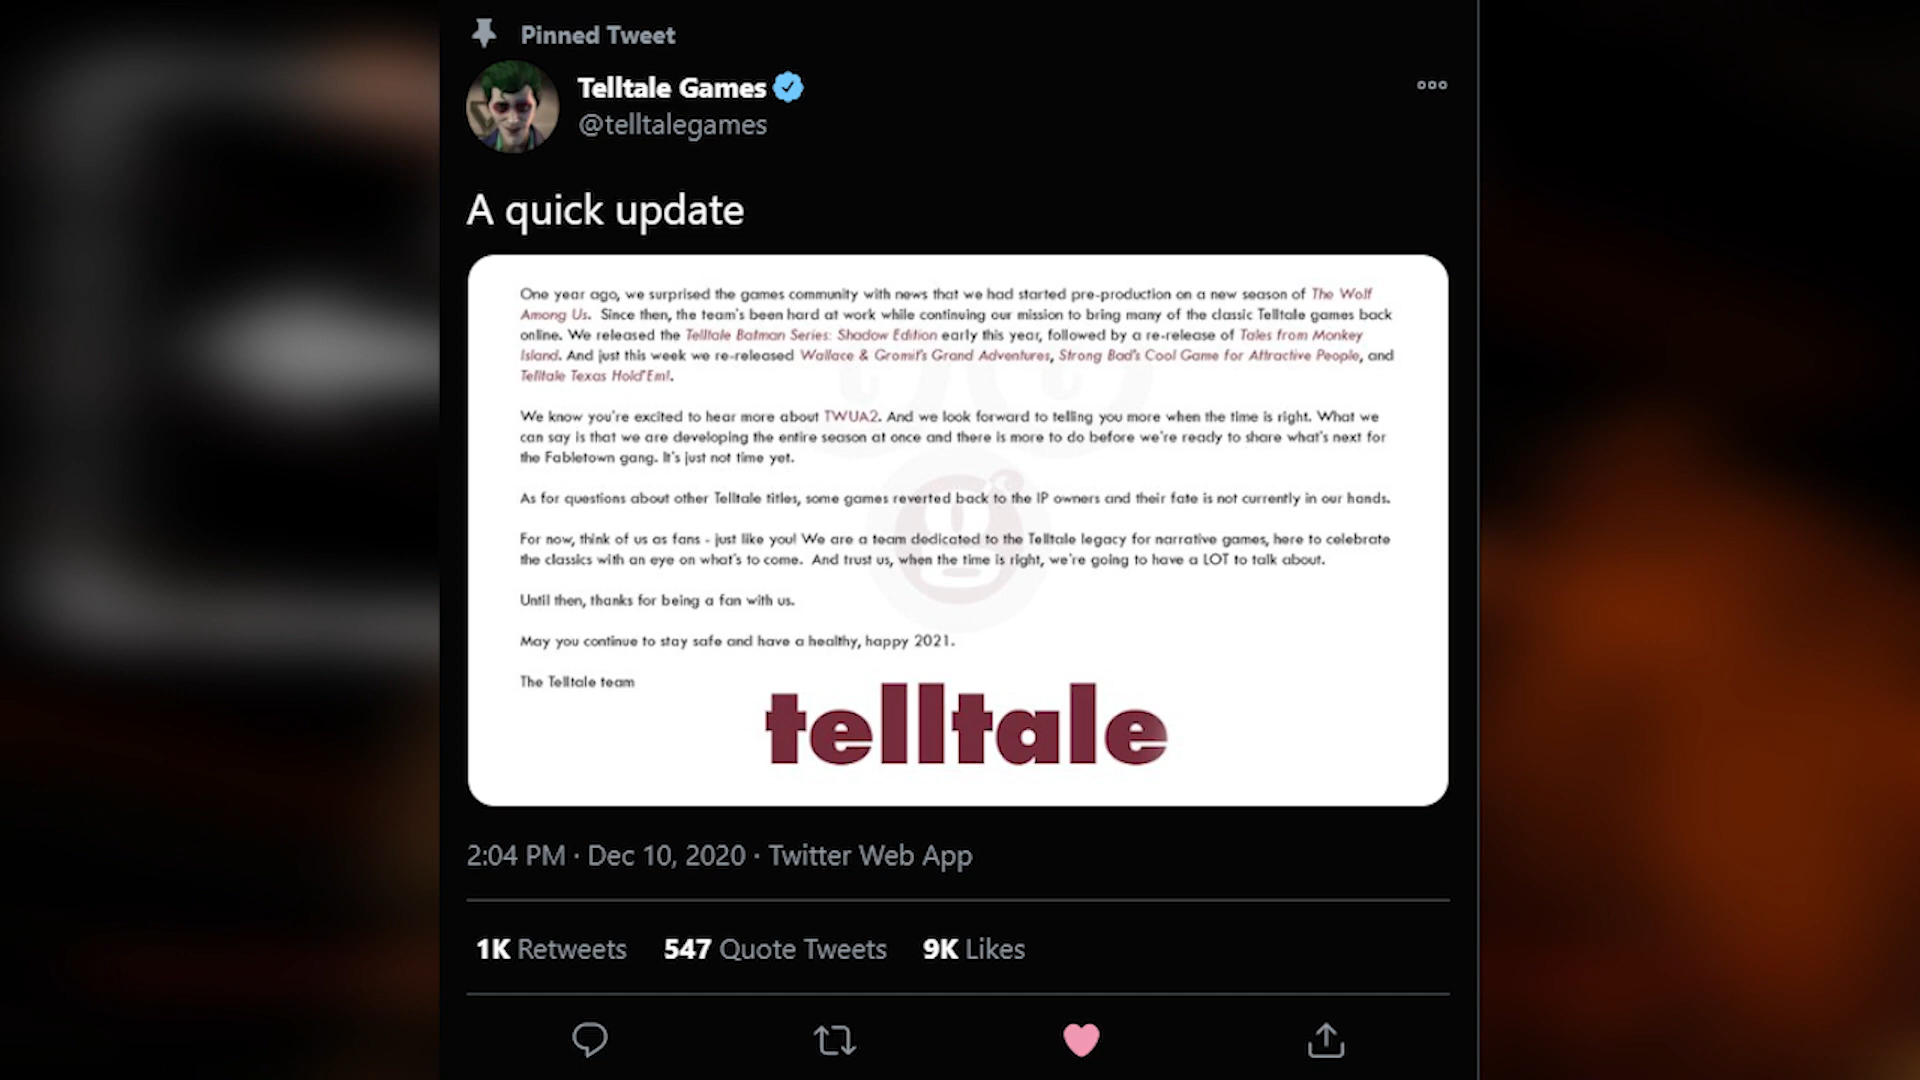 Pinned Tweet
Telltale Games
@telltalegames
A quick update
One year ago, we surprised the games community with news that we had started pre-production on a new season of The Wolf
Among Us. Since then, the team's been hard at work while continuing our mission to bring many of the classic Telltale games back
online. We released the Telltale Batman Series: Shadow Edition early this year, followed by a re-release of Tales from Monkey
Island. And just this week we re-released Wallace & Gromit's Grand Adventures, Strong Bad's Cool Game for Attractive People, and
Telltale Texas Hold'Em!.
We know you're excited to hear more about TWUA2. And we look forward to telling you more when the time is right. What we
can say is that we are developing the entire season at once and there is more to do before we're ready to share what's next for
the Fabletown gang. It's just not time yet.
As for questions about other Telltale titles, some games reverted back to the IP owners and their fate is not currently in our hands.
For now, think of us as fans - just like you! We are a team dedicated to the Telltale legacy for narrative games, here to celebrate
the classics with an eye on what's to come. And trust us, when the time is right, we're going to have a LOT to talk about.
Until then, thanks for being a fan with us.
May you continue to stay safe and have a healthy, happy 2021.
The Telltale team
telltale
2:04 PM · Dec 10, 2020 · Twitter Web App
1K Retweets 547 Quote Tweets 9K Likes